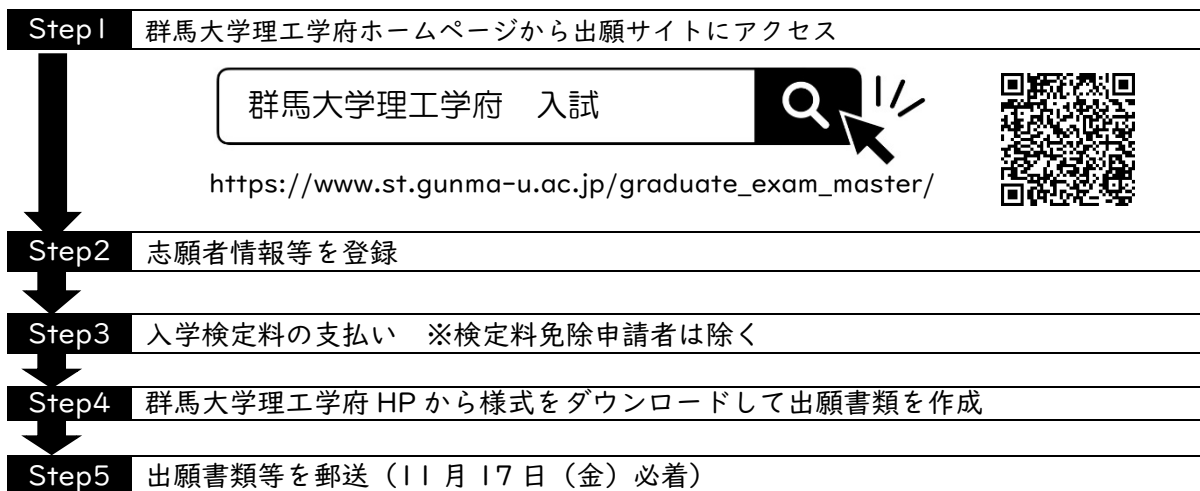 Step1 群馬大学理工学府ホームページから出願サイトにアクセス
群馬大学理工学府　入試
https://www.st.gunma-u.ac.jp/graduate_exam_master/
Step2 志願者情報等を登録
Step3 入学検定料の支払い　※検定料免除申請者は除く
Step4 群馬大学理工学府 HP から様式をダウンロードして出願書類を作成
Step5 出願書類等を郵送（11 月 17 日（金）必着）